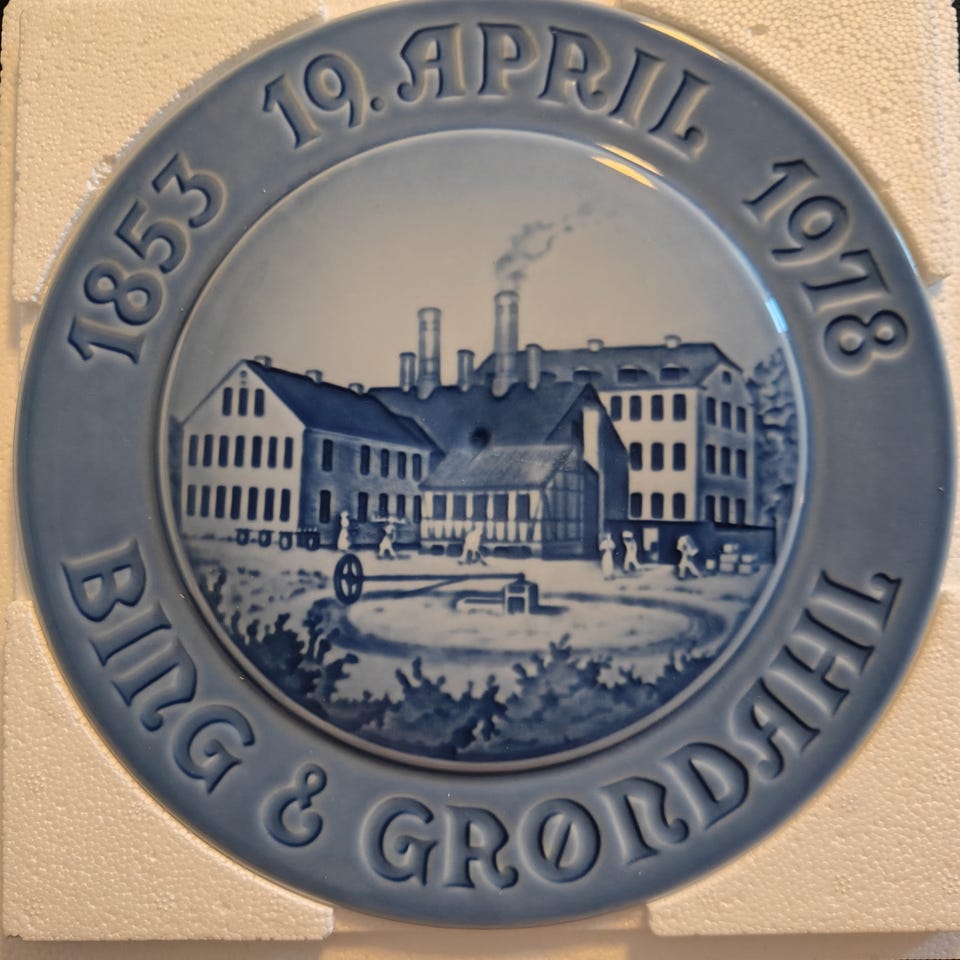 1853 19. APRIL 1978
BING & GRØNDAHL